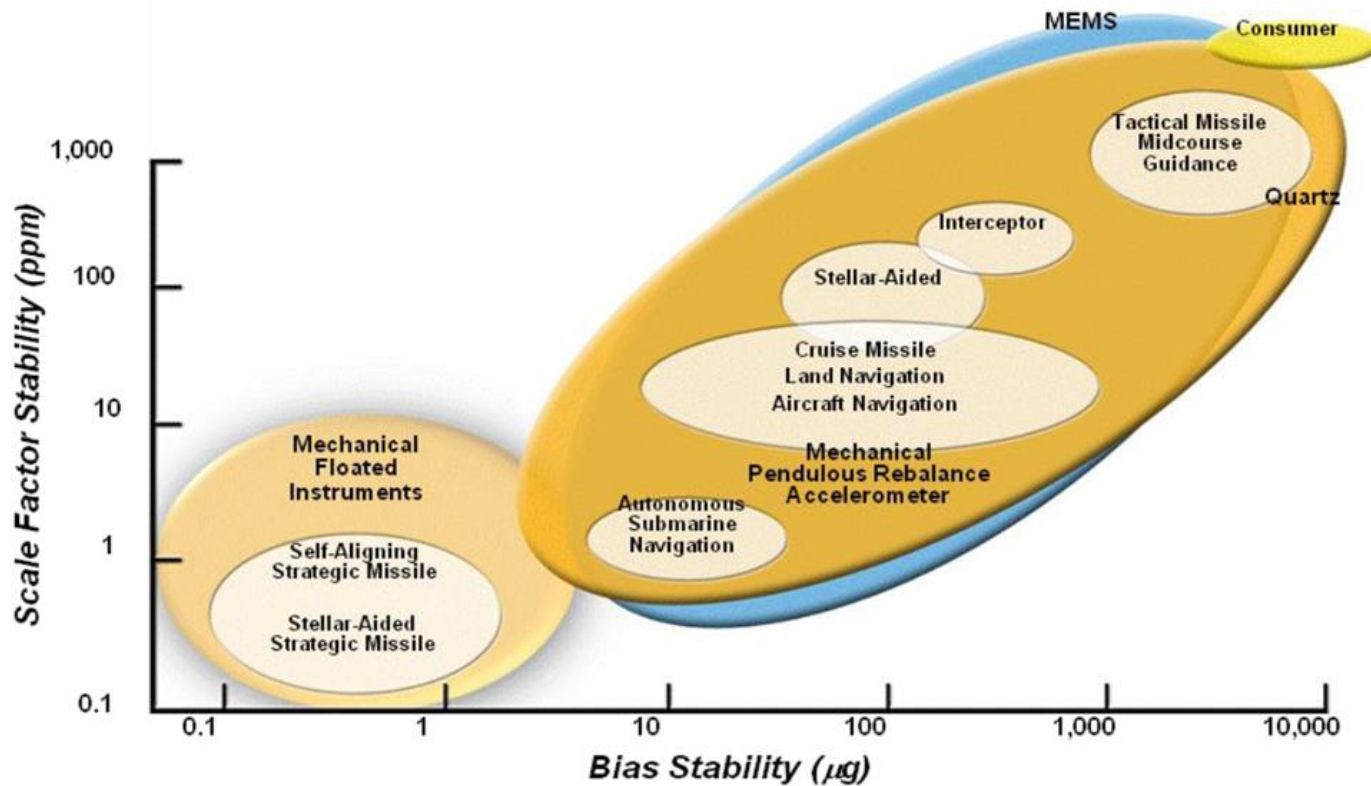 MEMS
Consumer
Tactical Missile
Midcourse
Guidance
Quartz
Interceptor
Stellar-Aided
Cruise Missile
Land Navigation
Aircraft Navigation
Mechanical
Pendulous Rebalance
Accelerometer
Autonomous
Submarine
Navigation
Mechanical
Floated
Instruments
Self-Aligning
Strategic Missile
Stellar-Aided
Strategic Missile
Scale Factor Stability (ppm)
1,000
100
10
1
0.1
0.1
1
10
100
1,000
10,000
Bias Stability (μg)